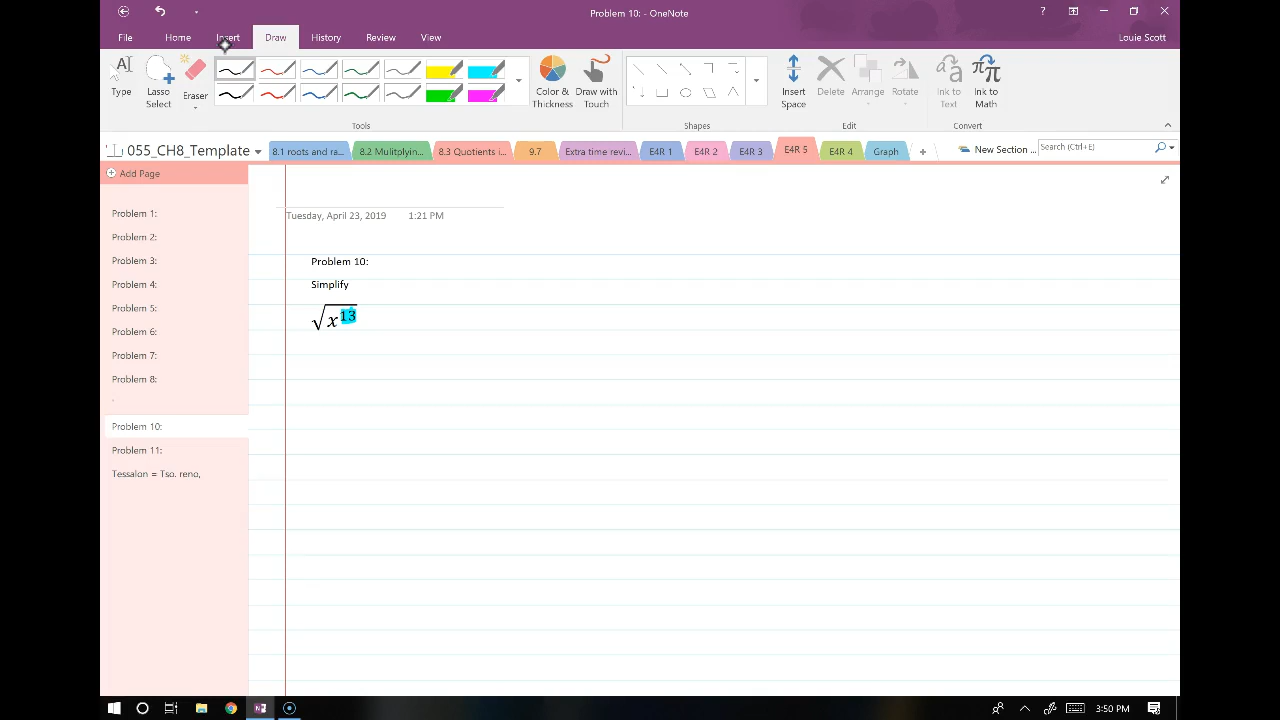 Problem 10: - OneNote
?
File
Home
Insert
Draw
History
Review
View
Louie Scott
Type
Lasso Select
Eraser
Color & Thickness
Draw with Touch
Insert Space
Delete
Arrange
Rotate
Ink to Text
Ink to Math
Tools
Shapes
Edit
Convert
055_CH8_Template
8.1 roots and ra...
8.2 Mulitplyin...
8.3 Quotients i...
9.7
Extra time revi...
E4R 1
E4R 2
E4R 3
E4R 5
E4R 4
Graph
+
New Section ...
Search (Ctrl+E)
Add Page
Problem 1:
Problem 2:
Problem 3:
Problem 4:
Problem 5:
Problem 6:
Problem 7:
Problem 8:
Problem 10:
Problem 11:
Tessalon = Tso. reno,
Tuesday, April 23, 2019 1:21 PM
Problem 10:
Simplify
√x¹³
3:50 PM